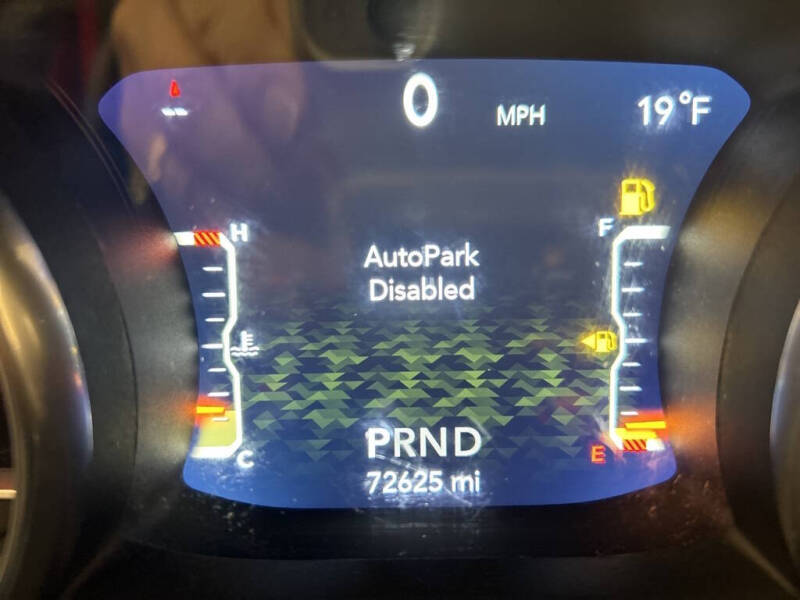 0 MPH 19°F
H F
AutoPark
Disabled
C E
PRND
72625 mi